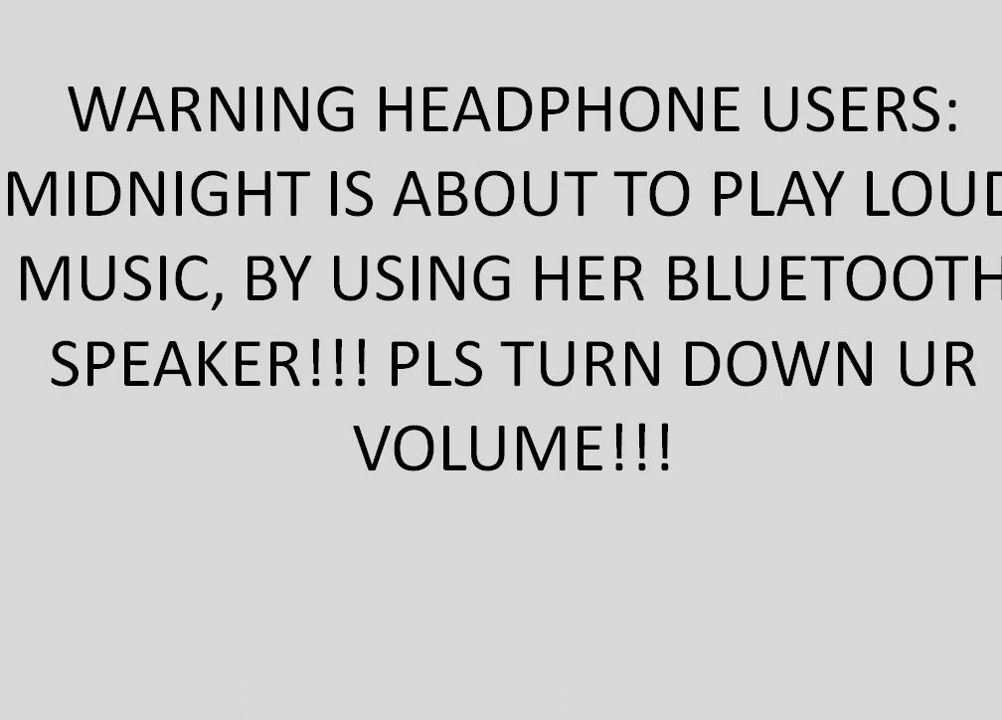 WARNING HEADPHONE USERS:
MIDNIGHT IS ABOUT TO PLAY LOUD
MUSIC, BY USING HER BLUETOOTH
SPEAKER!!! PLS TURN DOWN UR
VOLUME!!!